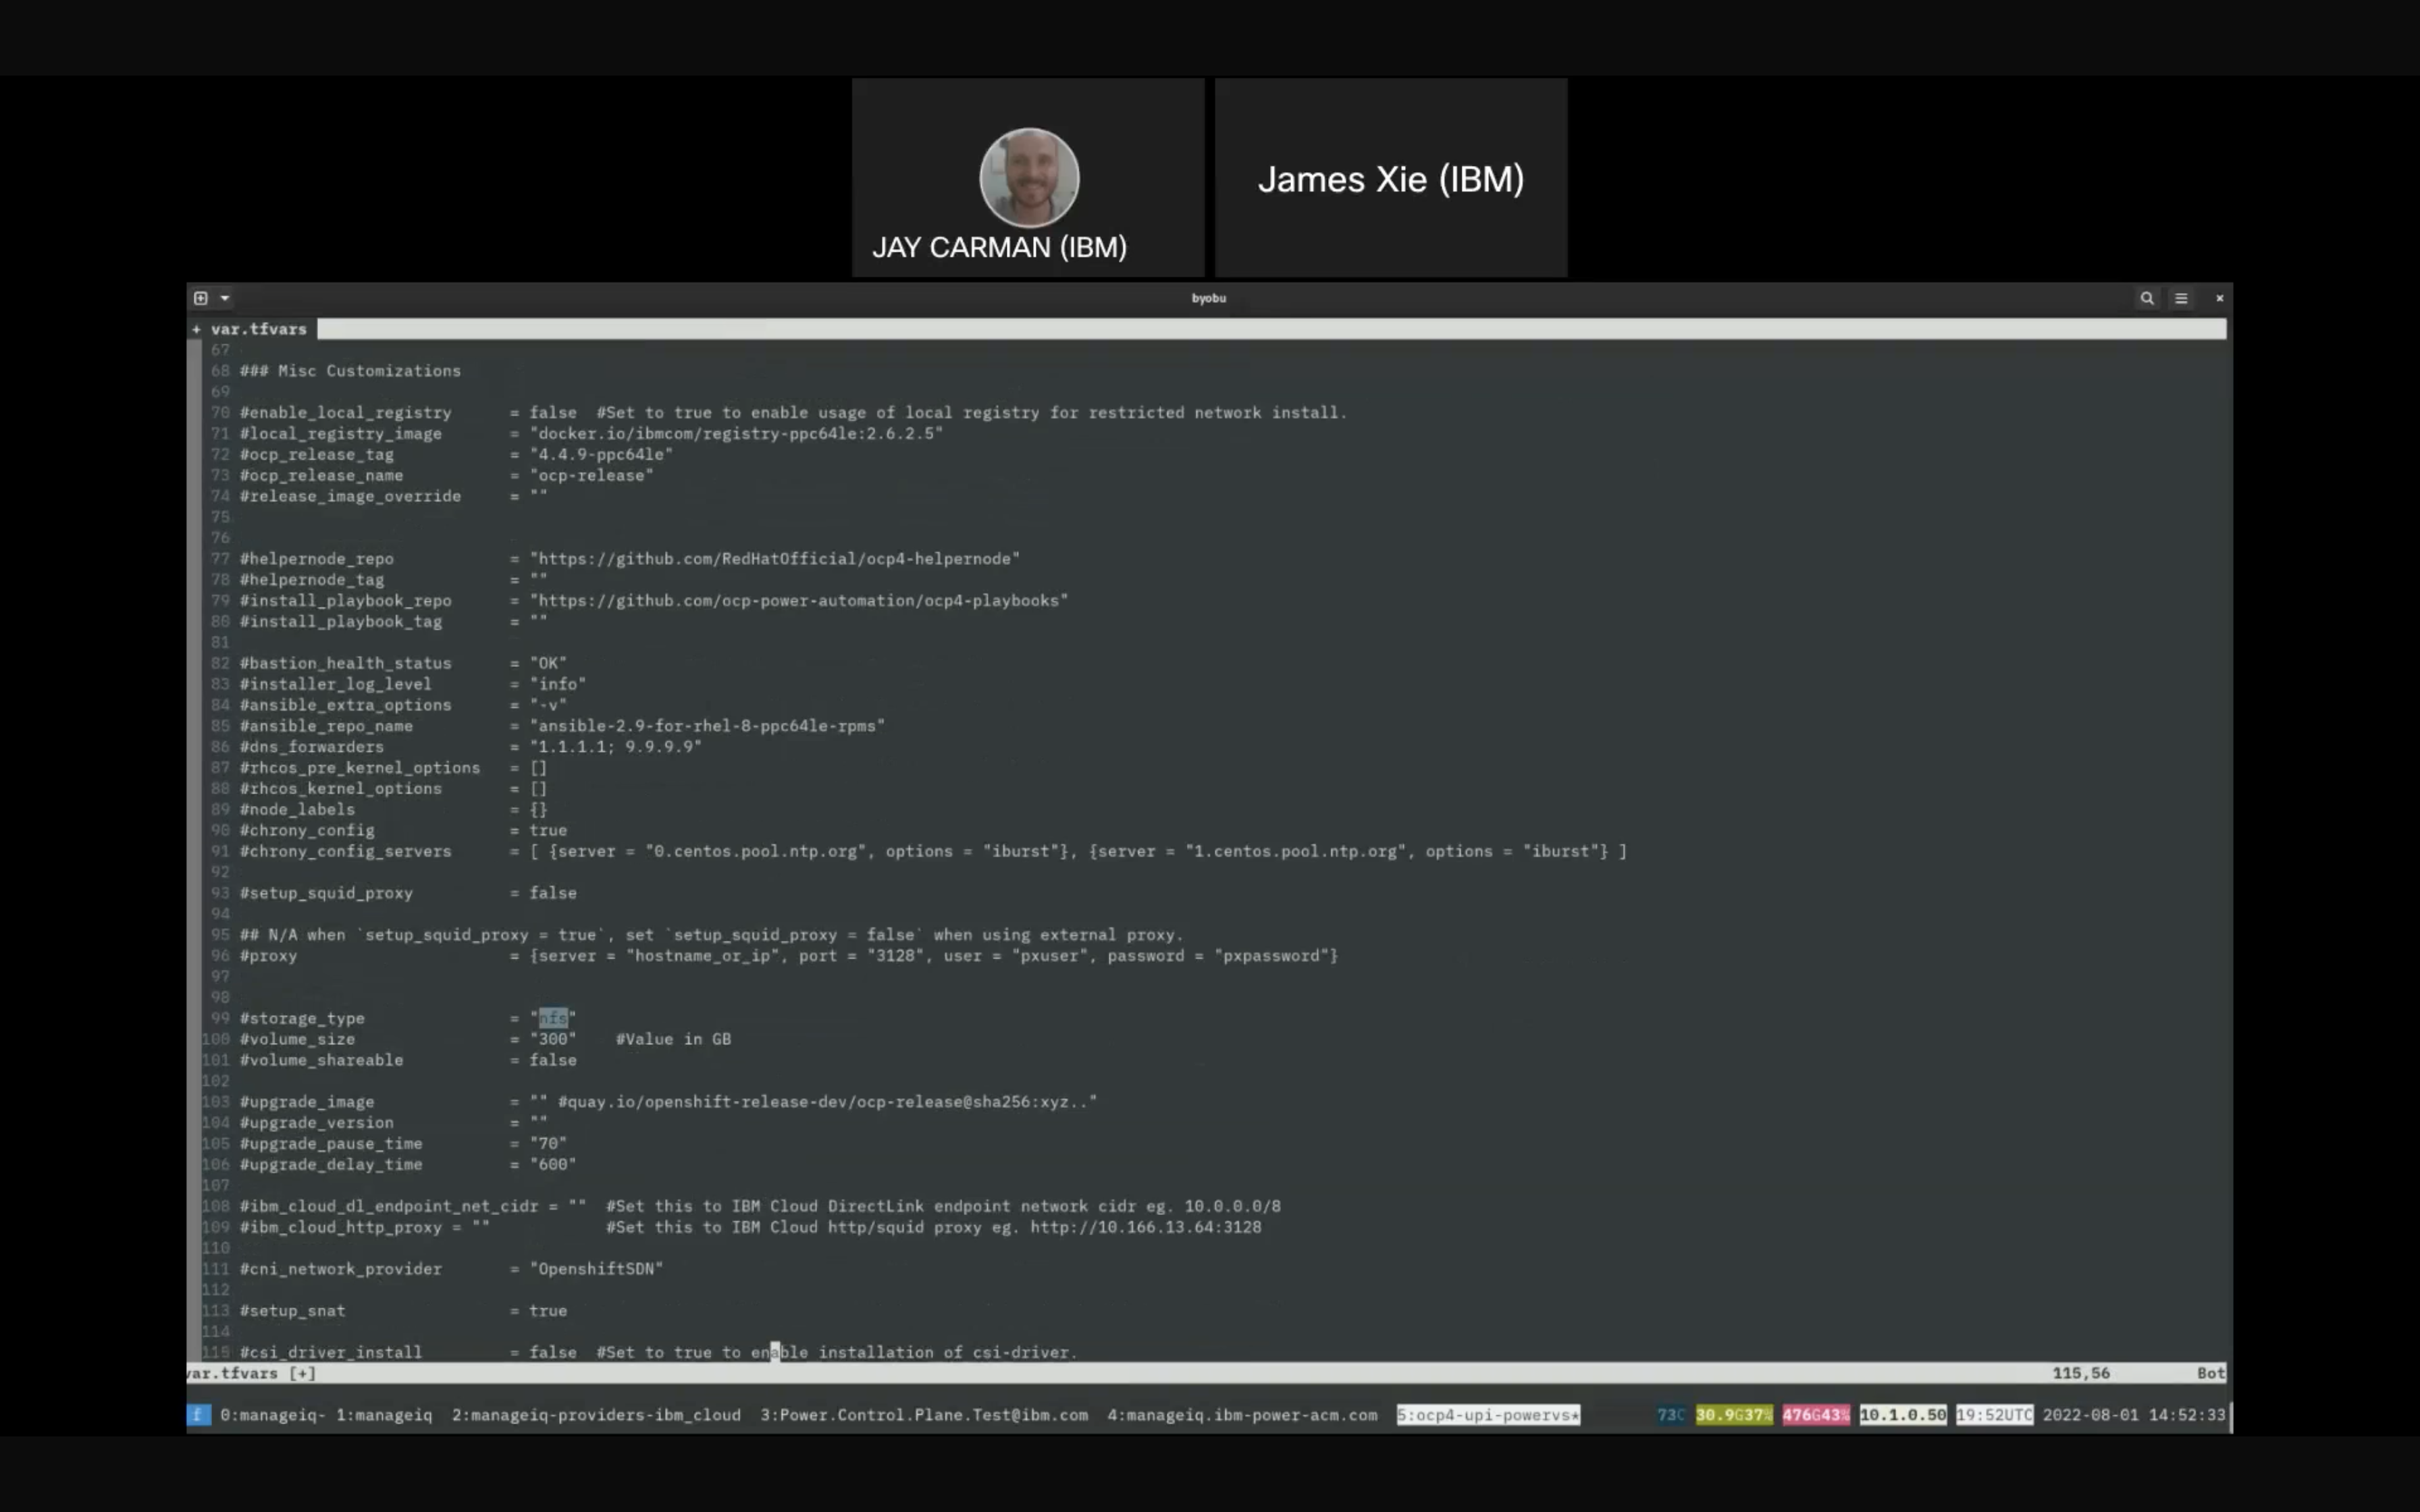 JAY CARMAN (IBM)
James Xie (IBM)
byobu
+ var.tfvars
67
68 ### Misc Customizations
69
70 #enable_local_registry = false #Set to true to enable usage of local registry for restricted network install.
71 #local_registry_image = "docker.io/ibmcom/registry-ppc64le:2.6.2.5"
72 #ocp_release_tag = "4.4.9-ppc64le"
73 #ocp_release_name = "ocp-release"
74 #release_image_override = ""
75
76
77 #helpernode_repo = "https://github.com/RedHatOfficial/ocp4-helpernode"
78 #helpernode_tag = ""
79 #install_playbook_repo = "https://github.com/ocp-power-automation/ocp4-playbooks"
80 #install_playbook_tag = ""
81
82 #bastion_health_status = "OK"
83 #installer_log_level = "info"
84 #ansible_extra_options = "-v"
85 #ansible_repo_name = "ansible-2.9-for-rhel-8-ppc64le-rpms"
86 #dns_forwarders = "1.1.1.1; 9.9.9.9"
87 #rhcos_pre_kernel_options = []
88 #rhcos_kernel_options = []
89 #node_labels = {}
90 #chrony_config = true
91 #chrony_config_servers = [ {server = "0.centos.pool.ntp.org", options = "iburst"}, {server = "1.centos.pool.ntp.org", options = "iburst"} ]
92
93 #setup_squid_proxy = false
94
95 ## N/A when `setup_squid_proxy = true`, set `setup_squid_proxy = false` when using external proxy.
96 #proxy = {server = "hostname_or_ip", port = "3128", user = "pxuser", password = "pxpassword"}
97
98
99 #storage_type = "nfs"
100 #volume_size = "300" #Value in GB
101 #volume_shareable = false
102
103 #upgrade_image = "" #quay.io/openshift-release-dev/ocp-release@sha256:xyz.."
104 #upgrade_version = ""
105 #upgrade_pause_time = "70"
106 #upgrade_delay_time = "600"
107
108 #ibm_cloud_dl_endpoint_net_cidr = "" #Set this to IBM Cloud DirectLink endpoint network cidr eg. 10.0.0.0/8
109 #ibm_cloud_http_proxy = "" #Set this to IBM Cloud http/squid proxy eg. http://10.166.13.64:3128
110
111 #cni_network_provider = "OpenshiftSDN"
112
113 #setup_snat = true
114
115 #csi_driver_install = false #Set to true to enable installation of csi-driver.
var.tfvars [+] 115,56 Bot
f 0:manageiq- 1:manageiq 2:manageiq-providers-ibm_cloud 3:Power.Control.Plane.Test@ibm.com 4:manageiq.ibm-power-acm.com 5:ocp4-upi-powervs* 73C 30.9G37% 476G43% 10.1.0.50 19:52UTC 2022-08-01 14:52:33